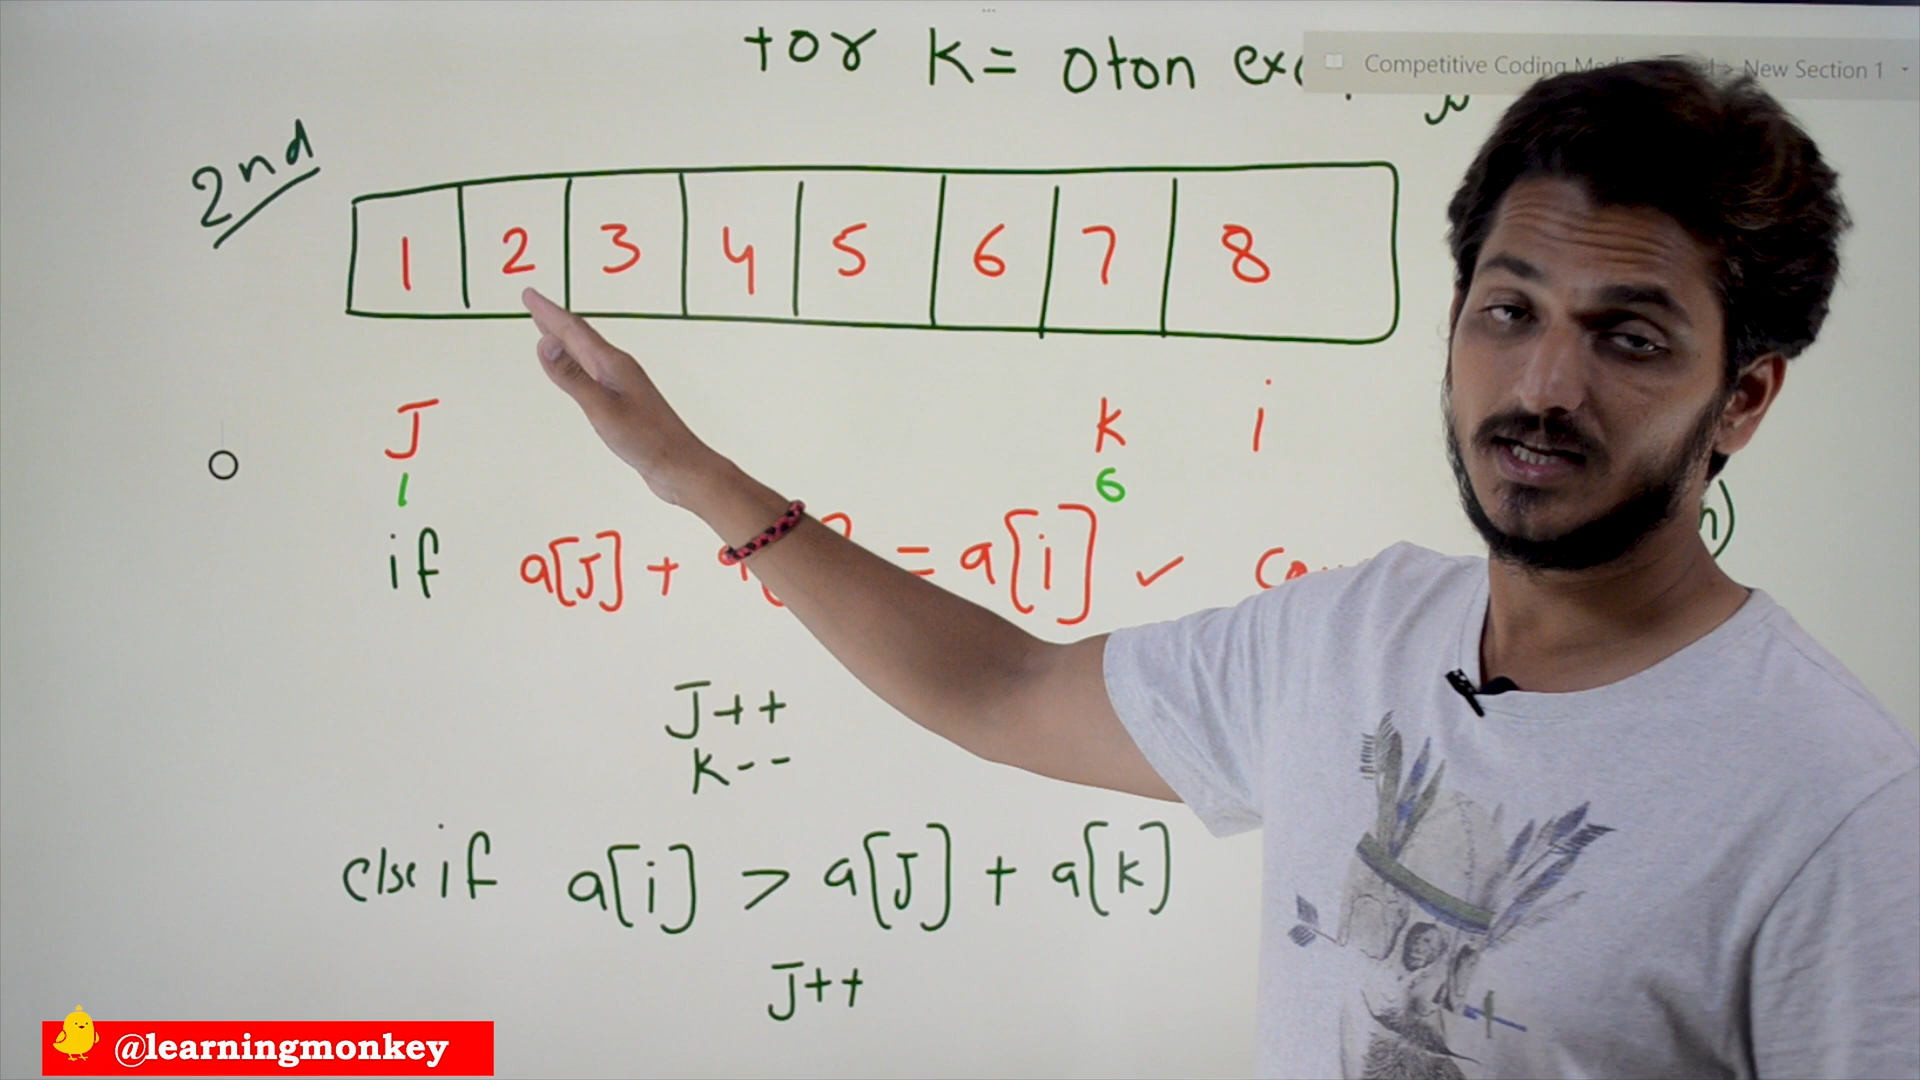 for K = 0 to n
Competitive Coding
New Section 1
2nd
1 2 3 4 5 6 7 8
J K i
1 6
if a[J] + = a[i] ✓
J++
K--
else if a[i] > a[J] + a[K]
J++
@learningmonkey